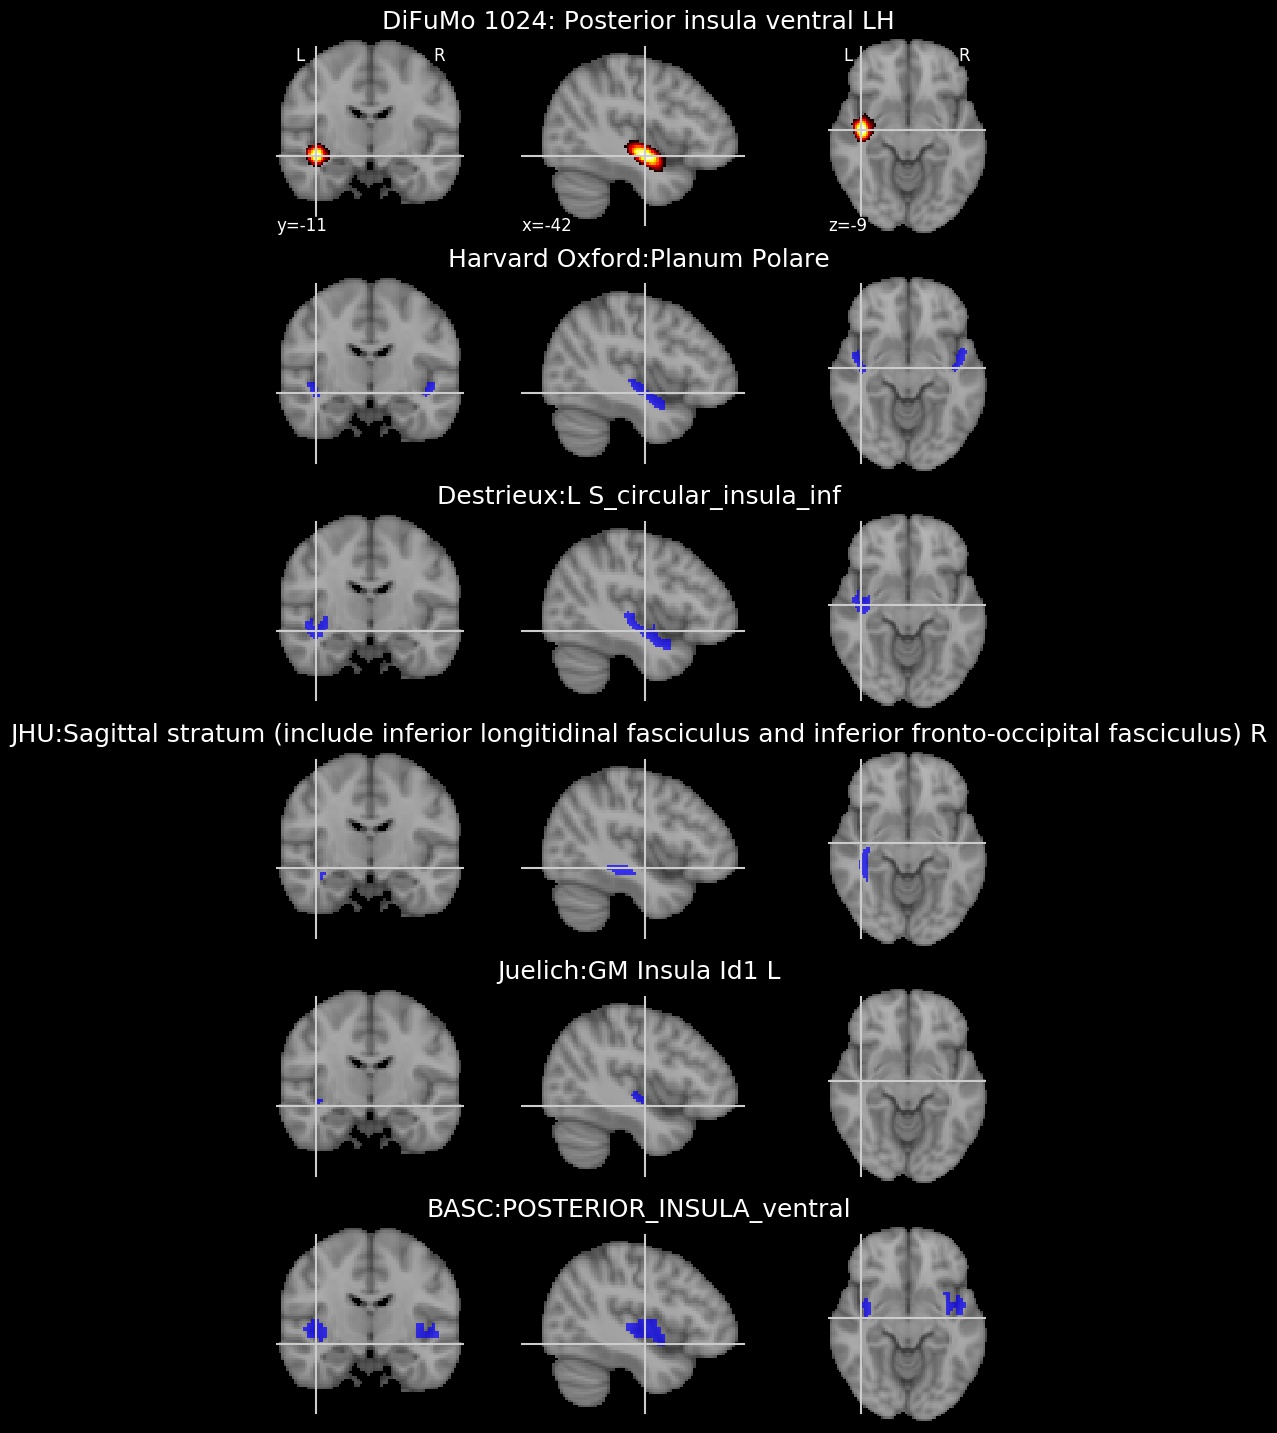 DiFuMo 1024: Posterior insula ventral LH
L R L R
y=-11 x=-42 z=-9
Harvard Oxford:Planum Polare
Destrieux:L S_circular_insula_inf
JHU:Sagittal stratum (include inferior longitidinal fasciculus and inferior fronto-occipital fasciculus) R
Juelich:GM Insula Id1 L
BASC:POSTERIOR_INSULA_ventral